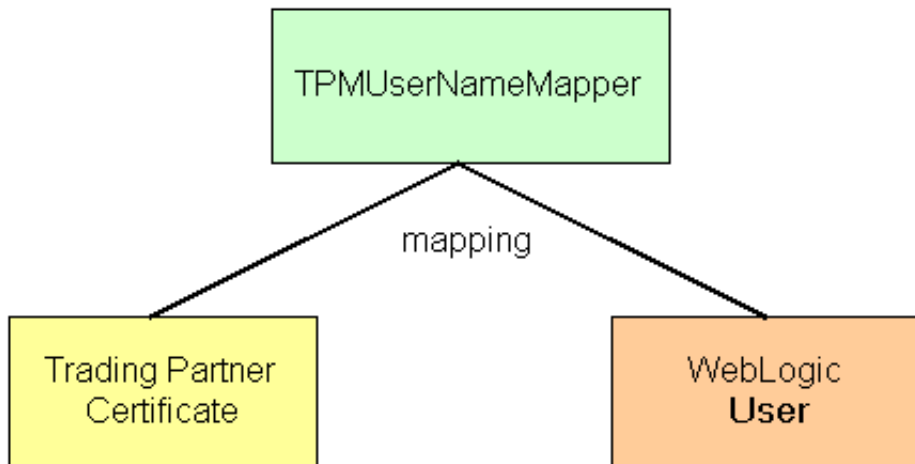 TPMUserNameMapper
mapping
Trading Partner
Certificate
WebLogic
User